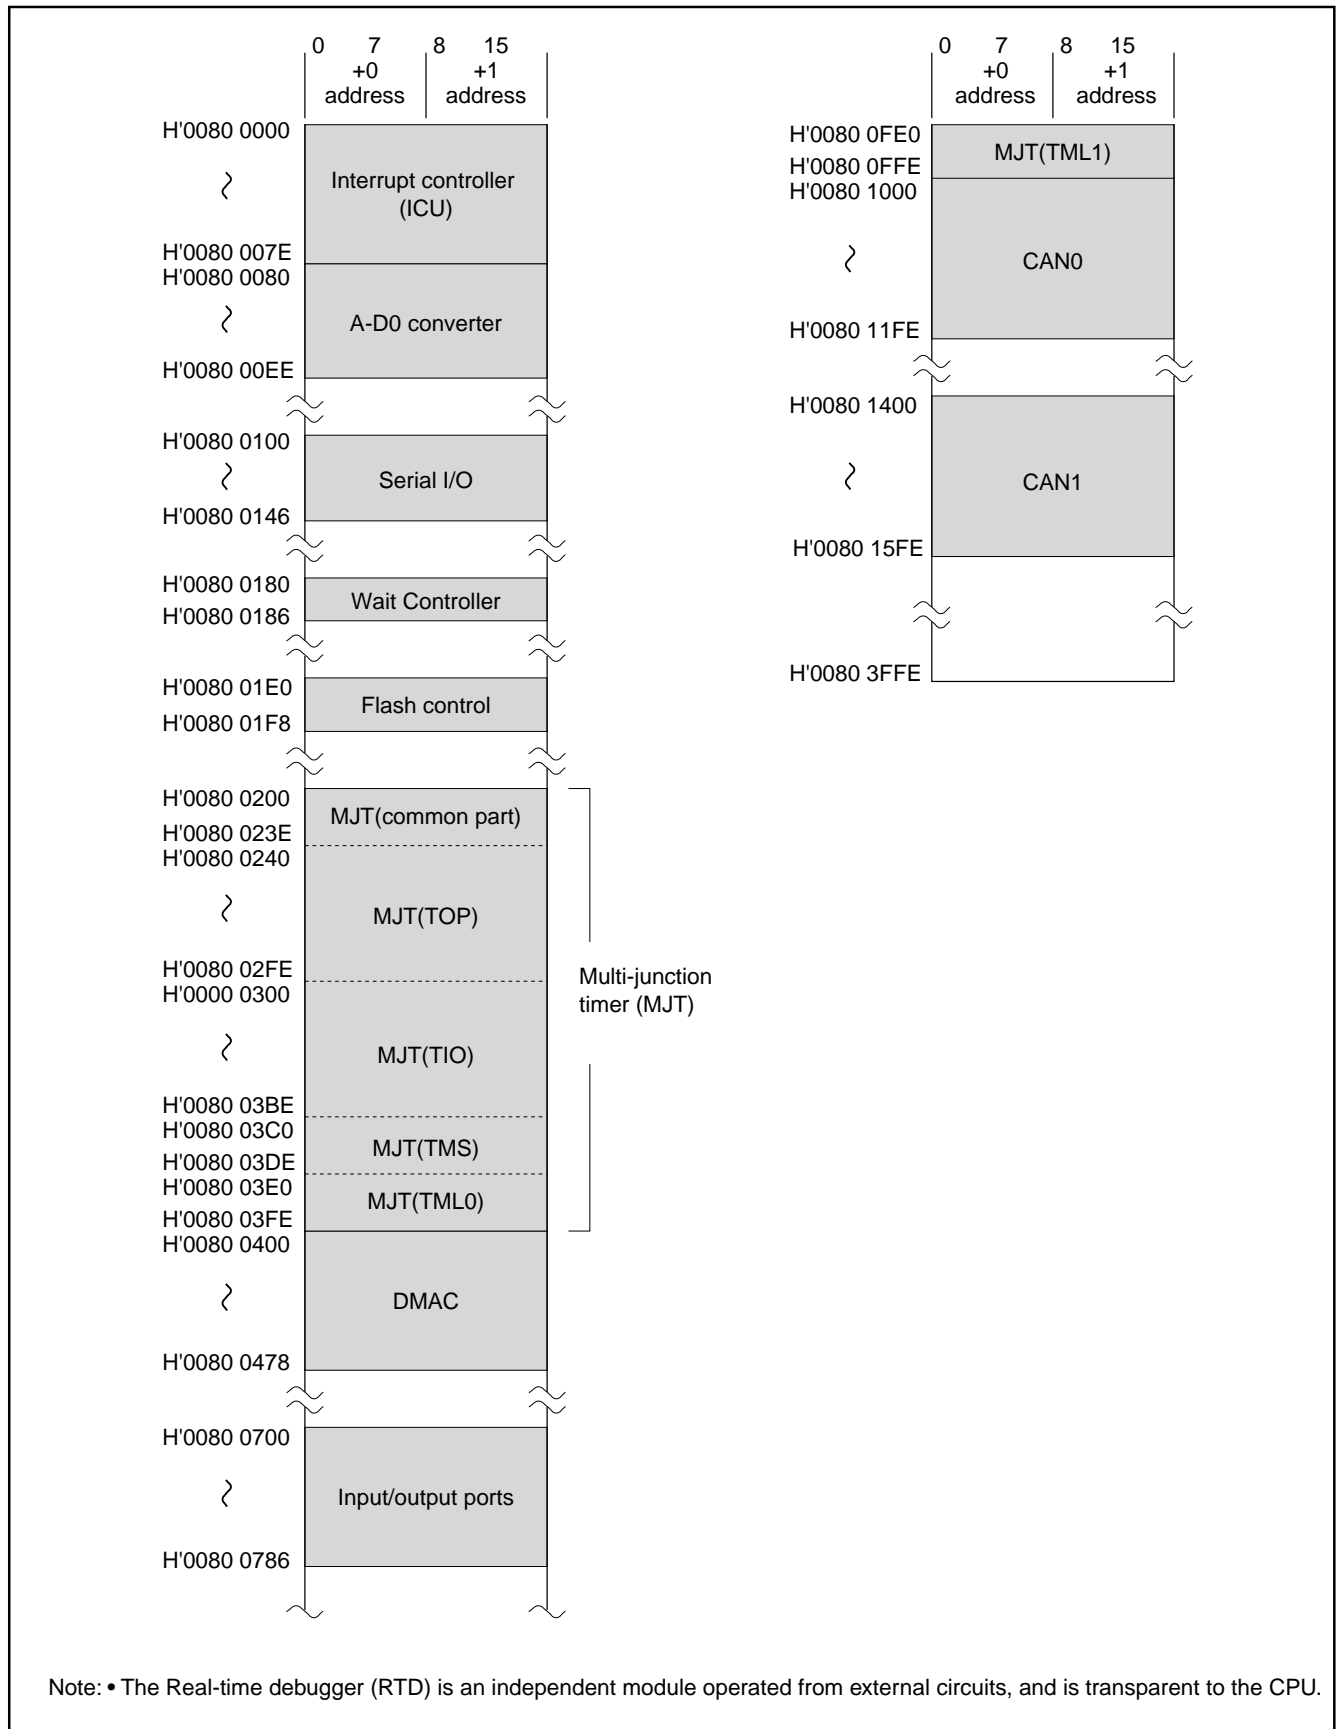 0 7 8 15
+0 +1
address address
H'0080 0000
Interrupt controller
(ICU)
H'0080 007E
H'0080 0080
A-D0 converter
H'0080 00EE
H'0080 0100
Serial I/O
H'0080 0146
H'0080 0180
Wait Controller
H'0080 0186
H'0080 01E0
Flash control
H'0080 01F8
H'0080 0200
MJT(common part)
H'0080 023E
H'0080 0240
MJT(TOP)
H'0080 02FE
H'0000 0300
MJT(TIO)
H'0080 03BE
H'0080 03C0
MJT(TMS)
H'0080 03DE
H'0080 03E0
MJT(TML0)
H'0080 03FE
H'0080 0400
DMAC
H'0080 0478
H'0080 0700
Input/output ports
H'0080 0786
Multi-junction
timer (MJT)
0 7 8 15
+0 +1
address address
H'0080 0FE0
MJT(TML1)
H'0080 0FFE
H'0080 1000
CAN0
H'0080 11FE
H'0080 1400
CAN1
H'0080 15FE
H'0080 3FFE
Note: • The Real-time debugger (RTD) is an independent module operated from external circuits, and is transparent to the CPU.